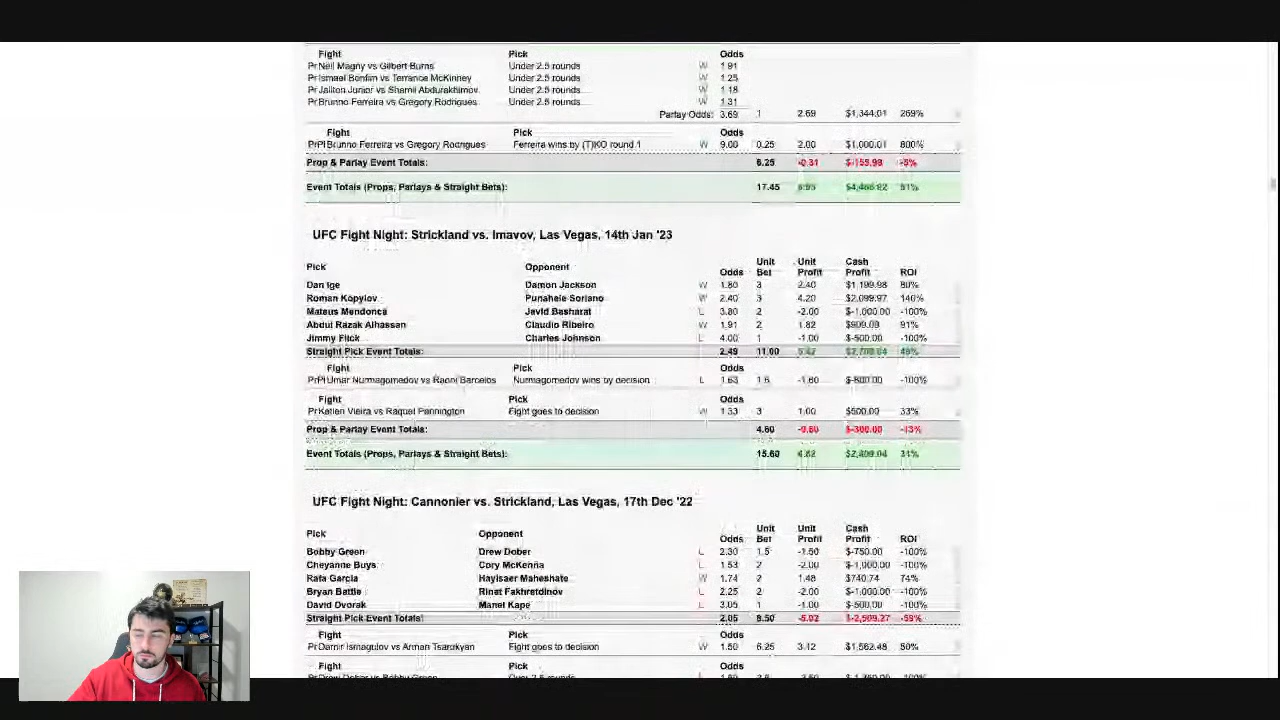 Fight Pick Odds
Pr Neil Magny vs Gilbert Burns Under 2.5 rounds W 1.91
Pr Ismael Bonfim vs Terrance McKinney Under 2.5 rounds W 1.25
Pr Jailton Junior vs Shamil Abdurakhimov Under 2.5 rounds W 1.18
Pr Brunno Ferreira vs Gregory Rodrigues Under 2.5 rounds W 1.31
Parlay Odds: 3.69 1 2.69 $1,344.01 269%
Fight Pick Odds
PrPl Brunno Ferreira vs Gregory Rodrigues Ferreira wins by (T)KO round 1 W 9.00 0.25 2.00 $1,000.01 800%
Prop & Parlay Event Totals: 6.25 -0.31 -5%
Event Totals (Props, Parlays & Straight Bets): 17.45 51%
UFC Fight Night: Strickland vs. Imavov, Las Vegas, 14th Jan '23
Pick Opponent Odds Unit Bet Unit Profit Cash Profit ROI
Dan Ige Damon Jackson W 1.80 3 2.40 $1,199.98 80%
Roman Kopylov Punahele Soriano W 2.40 3 4.20 $2,099.97 140%
Mateus Mendonca Javid Basharat L 3.80 2 -2.00 $-1,000.00 -100%
Abdul Razak Alhassan Claudio Ribeiro W 1.91 2 1.82 $909.09 91%
Jimmy Flick Charles Johnson L 4.00 1 -1.00 $-500.00 -100%
Straight Pick Event Totals: 2.49 11.00 49%
Fight Pick Odds
PrPl Umar Nurmagomedov vs Raoni Barcelos Nurmagomedov wins by decision L 1.63 1.6 -1.60 $-800.00 -100%
Fight Pick Odds
Pr Ketlen Vieira vs Raquel Pennington Fight goes to decision W 1.33 3 1.00 $500.00 33%
Prop & Parlay Event Totals: 4.60 -0.60 $-300.00 -13%
Event Totals (Props, Parlays & Straight Bets): 15.60 4.82 31%
UFC Fight Night: Cannonier vs. Strickland, Las Vegas, 17th Dec '22
Pick Opponent Odds Unit Bet Unit Profit Cash Profit ROI
Bobby Green Drew Dober L 2.30 1.5 -1.50 $-750.00 -100%
Cheyanne Buys Cory McKenna L 1.53 2 -2.00 $-1,000.00 -100%
Rafa Garcia Hayisaer Maheshate W 1.74 2 1.48 $740.74 74%
Bryan Battle Rinat Fakhretdinov L 2.25 2 -2.00 $-1,000.00 -100%
David Dvorak Manel Kape L 3.05 1 -1.00 $-500.00 -100%
Straight Pick Event Totals: 2.05 8.50 -5.02 -59%
Fight Pick Odds
Pr Damir Ismagulov vs Arman Tsarukyan Fight goes to decision W 1.50 6.25 3.12 $1,562.48 50%
Fight Pick Odds
Pr Drew Dober vs Bobby Green Over 2.5 rounds